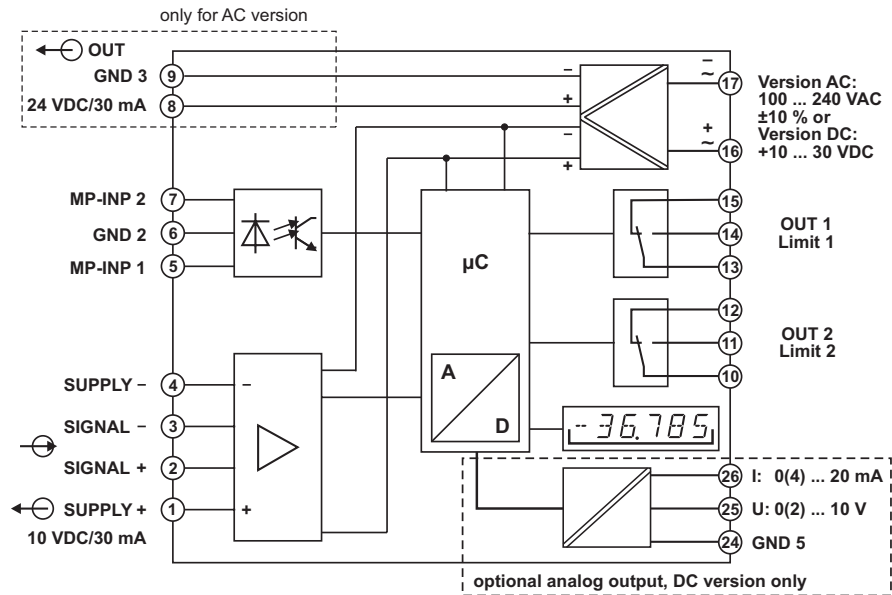 only for AC version
OUT
GND 3 9
24 VDC/30 mA 8
MP-INP 2 7
GND 2 6
MP-INP 1 5
SUPPLY – 4
SIGNAL – 3
SIGNAL + 2
SUPPLY + 1
10 VDC/30 mA
–
+
–
+
–
+
µC
A
D
-36.785
–
~
17
+
~
16
Version AC:
100 ... 240 VAC
±10 % or
Version DC:
+10 ... 30 VDC
15
14
13
OUT 1
Limit 1
12
11
10
OUT 2
Limit 2
26 I: 0(4) ... 20 mA
25 U: 0(2) ... 10 V
24 GND 5
optional analog output, DC version only